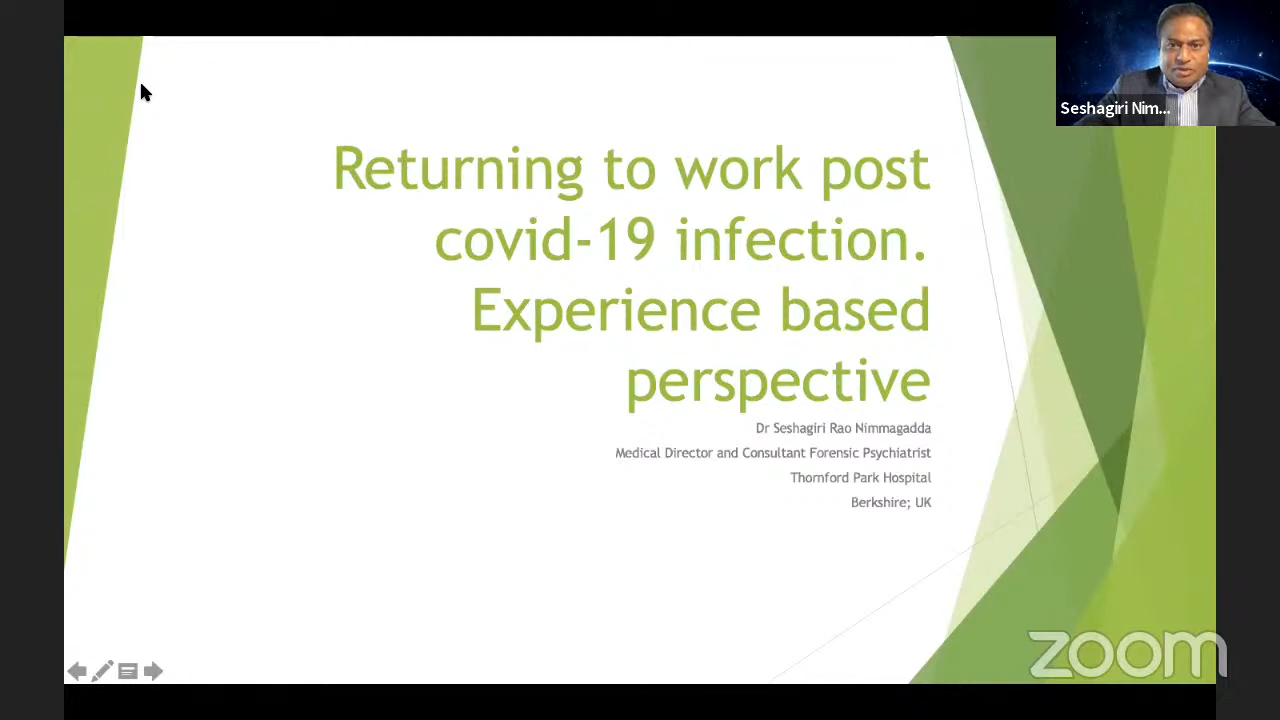 Seshagiri Nim...
Returning to work post
covid-19 infection.
Experience based
perspective
Dr Seshagiri Rao Nimmagadda
Medical Director and Consultant Forensic Psychiatrist
Thornford Park Hospital
Berkshire; UK
zoom